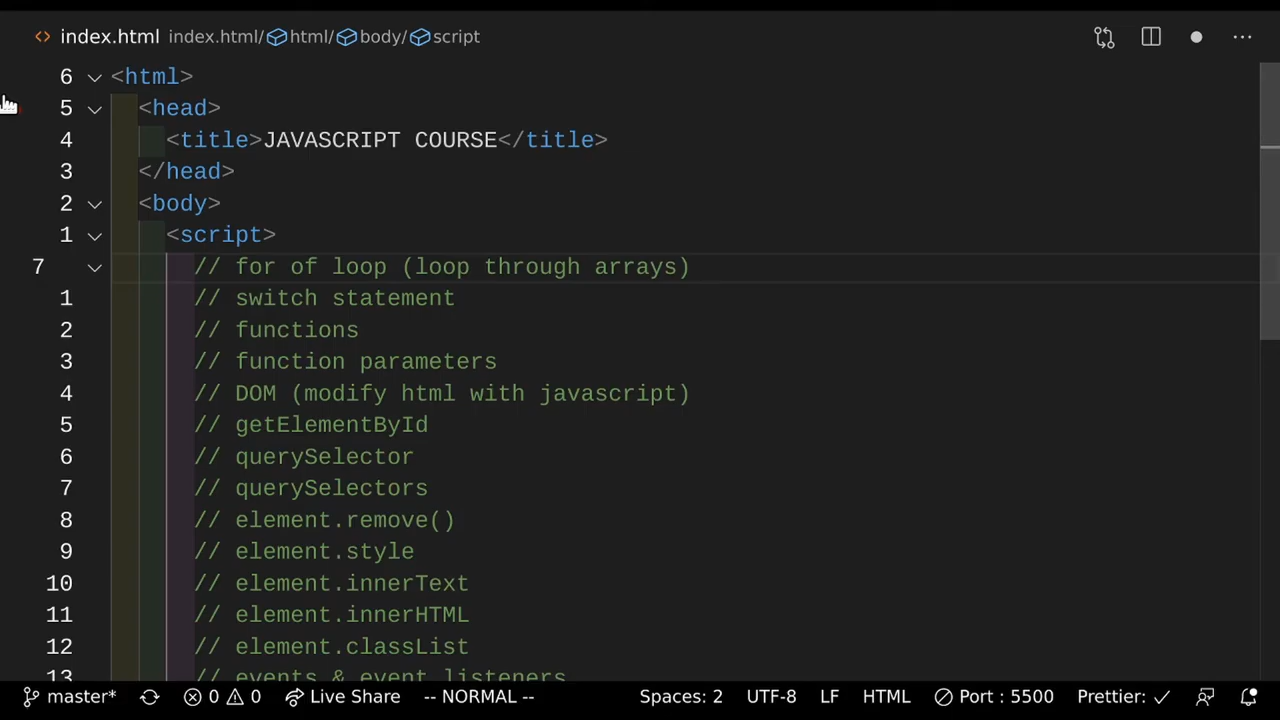 index.html index.html/html/body/script
6 <html>
5 <head>
4 <title>JAVASCRIPT COURSE</title>
3 </head>
2 <body>
1 <script>
7 // for of loop (loop through arrays)
1 // switch statement
2 // functions
3 // function parameters
4 // DOM (modify html with javascript)
5 // getElementById
6 // querySelector
7 // querySelectors
8 // element.remove()
9 // element.style
10 // element.innerText
11 // element.innerHTML
12 // element.classList
13 // events & event listeners
master* 0 0 Live Share -- NORMAL -- Spaces: 2 UTF-8 LF HTML Port : 5500 Prettier: